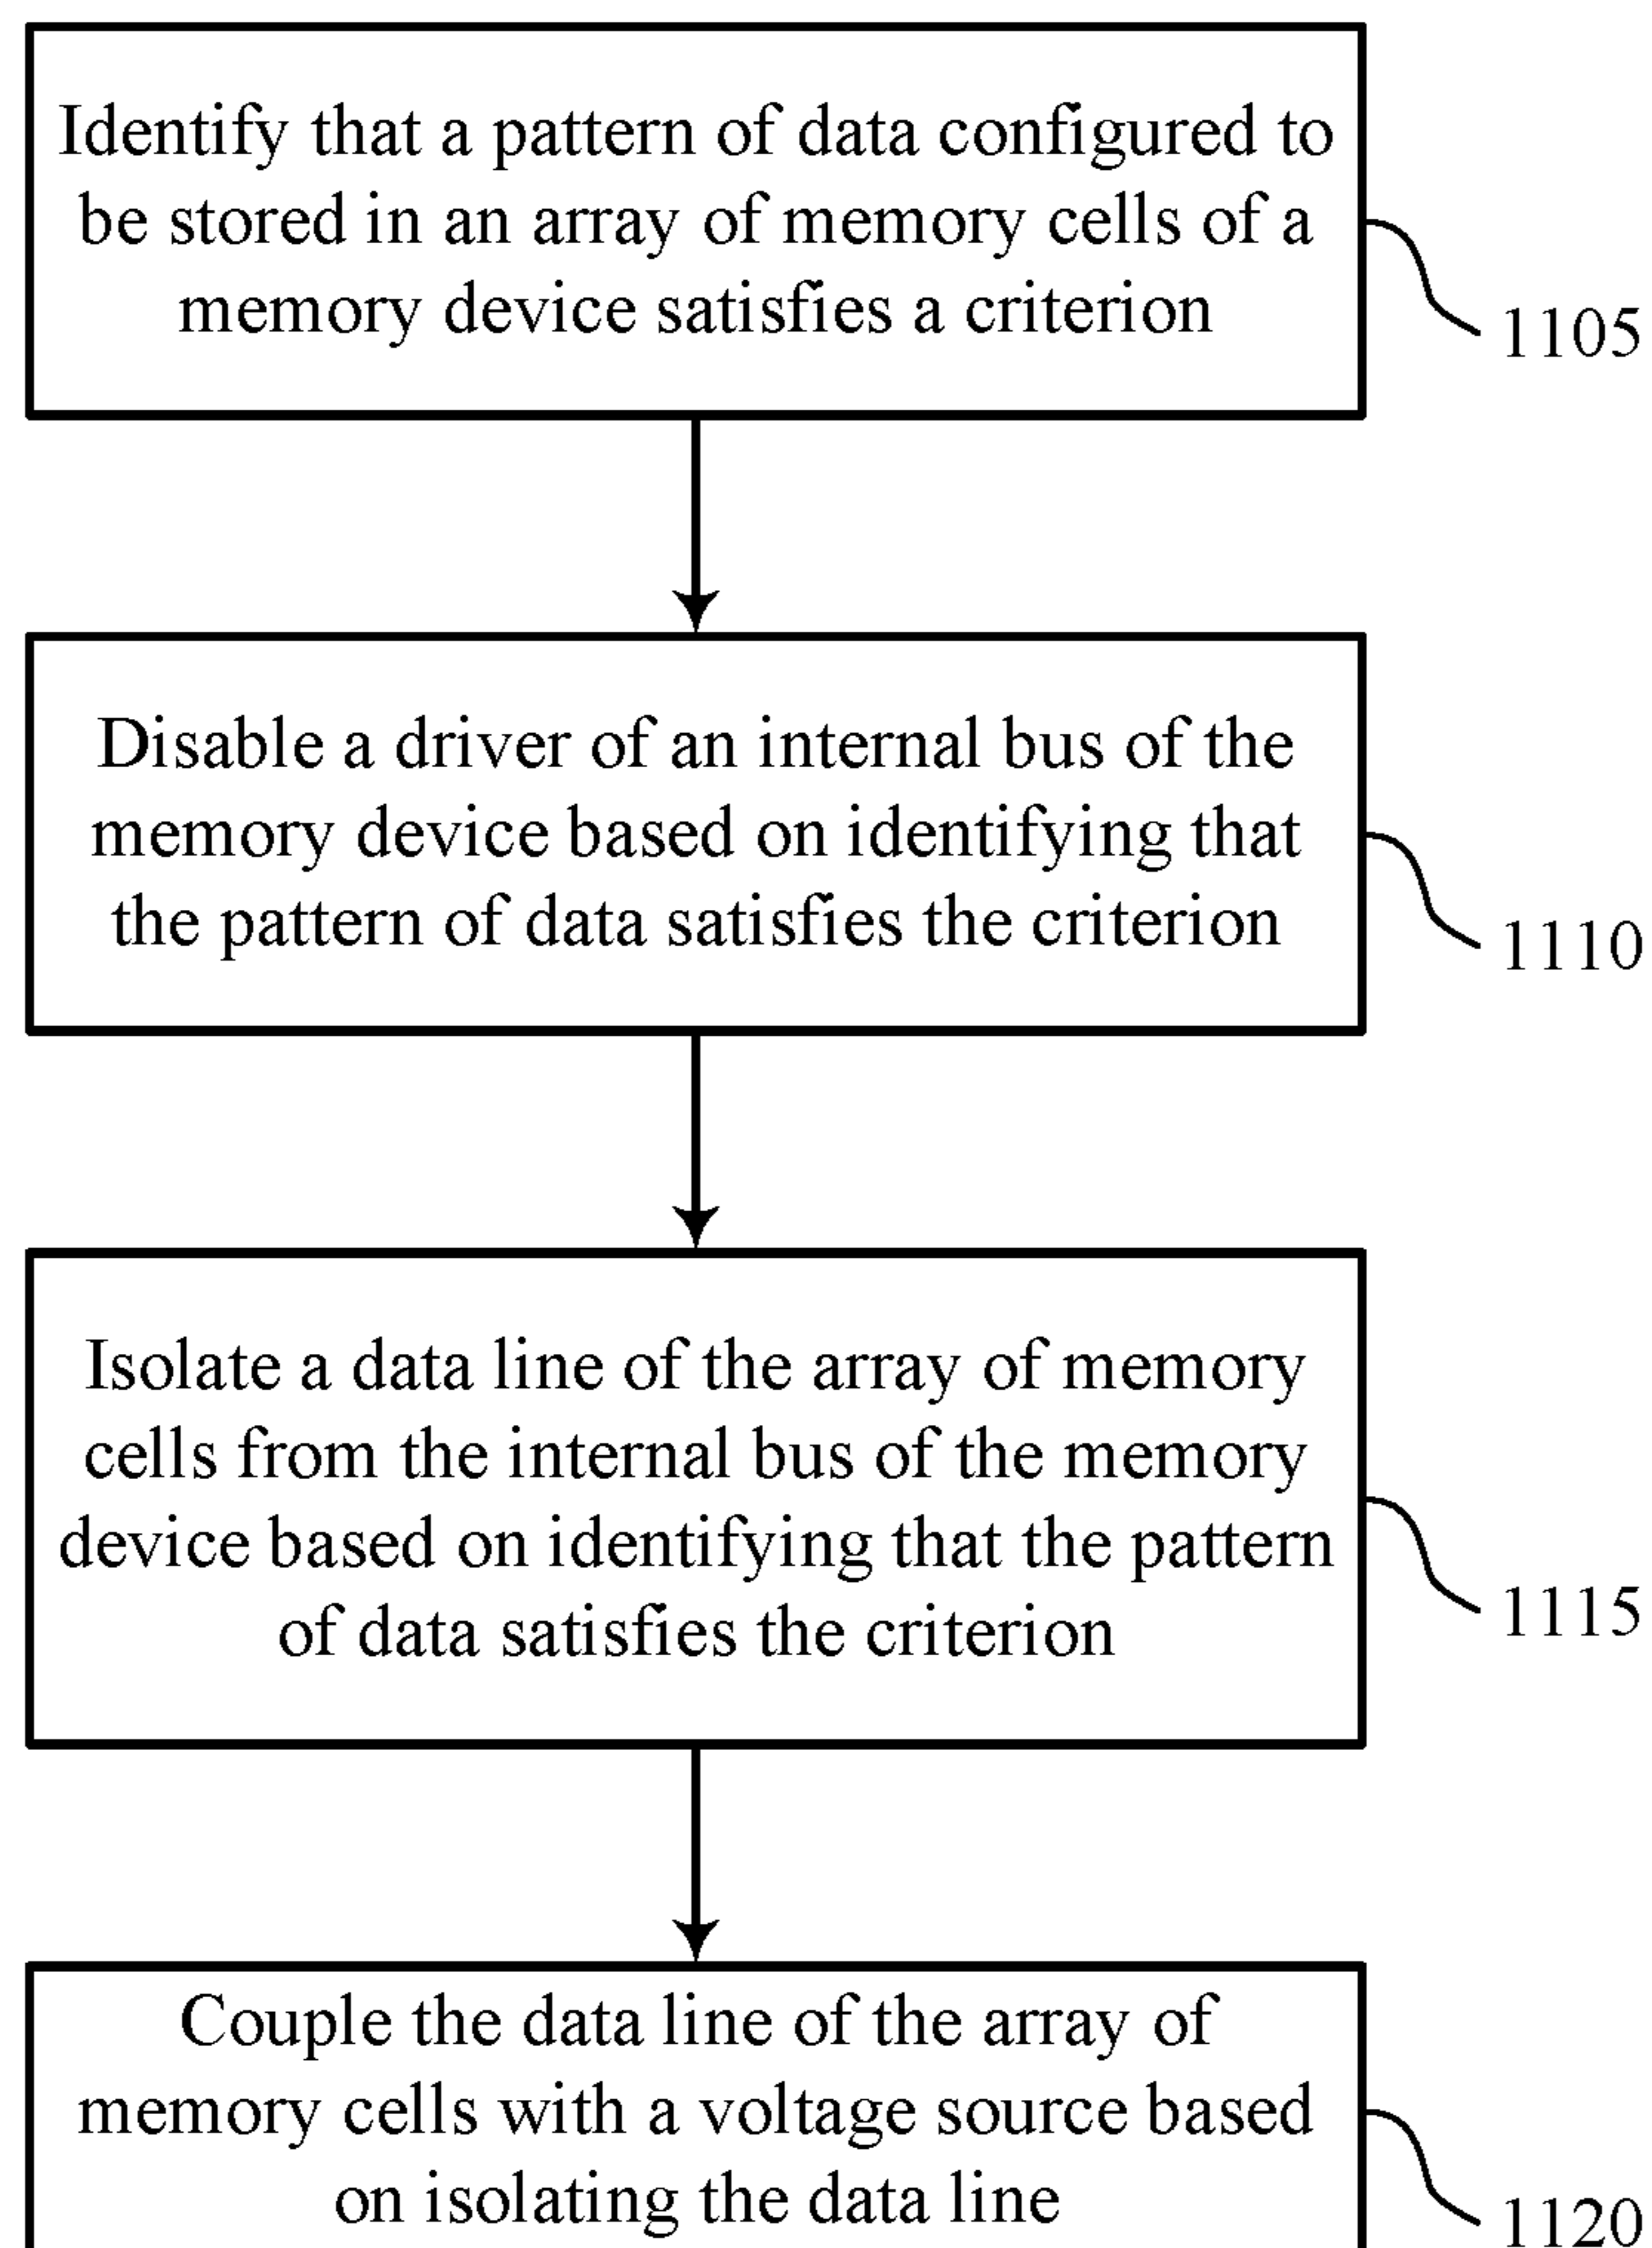 Identify that a pattern of data configured to
be stored in an array of memory cells of a
memory device satisfies a criterion
1105
Disable a driver of an internal bus of the
memory device based on identifying that
the pattern of data satisfies the criterion
1110
Isolate a data line of the array of memory
cells from the internal bus of the memory
device based on identifying that the pattern
of data satisfies the criterion
1115
Couple the data line of the array of
memory cells with a voltage source based
on isolating the data line
1120